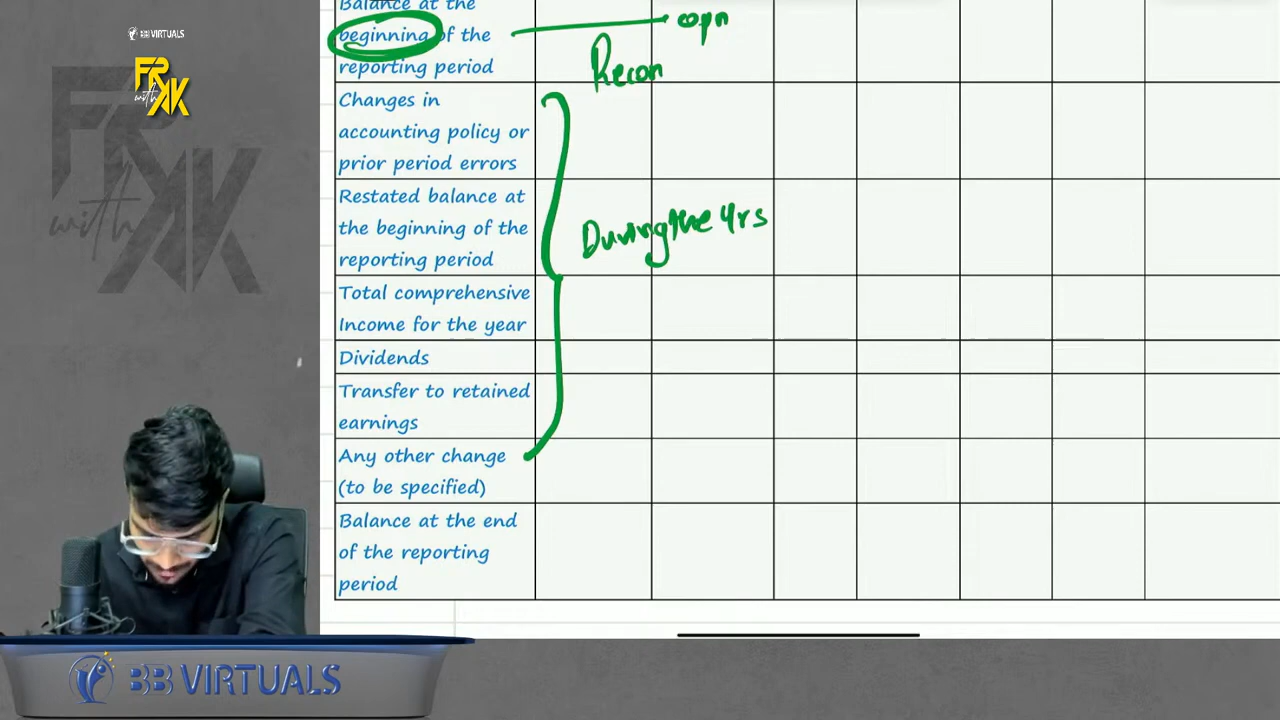 BB VIRTUALS
FR
with
AK
FR
with
AK
Balance at the
beginning of the
reporting period
opn
Recon
Changes in
accounting policy or
prior period errors
Restated balance at
the beginning of the
reporting period
During the yrs
Total comprehensive
Income for the year
Dividends
Transfer to retained
earnings
Any other change
(to be specified)
Balance at the end
of the reporting
period
BB VIRTUALS